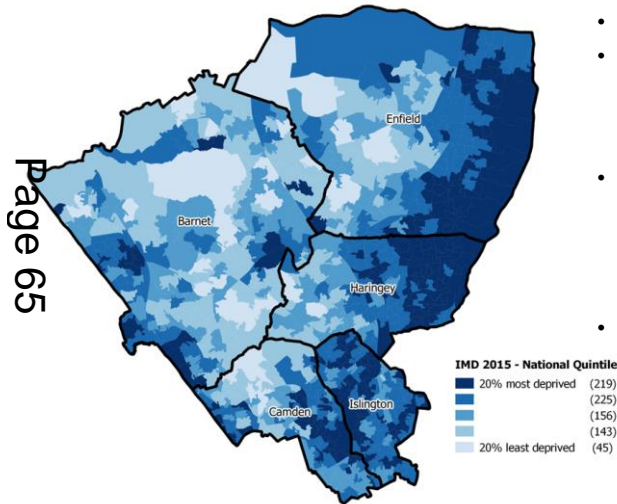 •
•
Enfield
Page 65
•
Barnet
Haringey
•
IMD 2015 - National Quintile
20% most deprived (219)
(225)
Islington
(156)
Camden
(143)
20% least deprived (45)